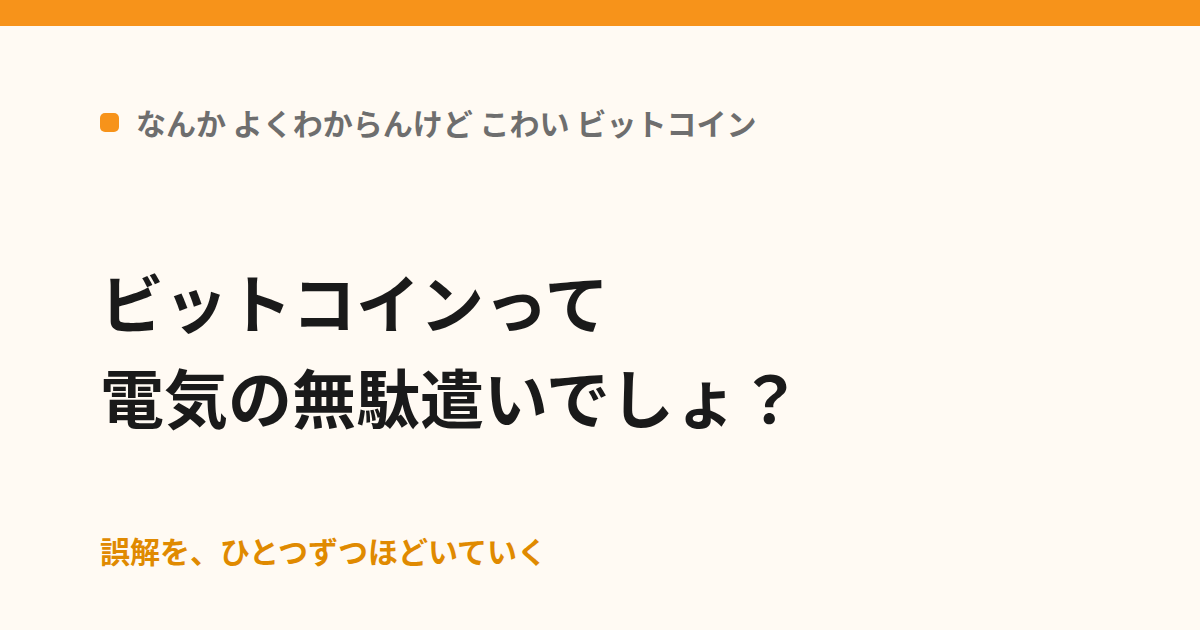 なんか よくわからんけど こわい ビットコイン
ビットコインって
電気の無駄遣いでしょ？
誤解を、ひとつずつほどいていく